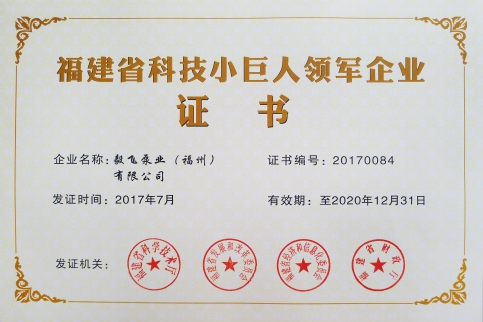 福建省科技小巨人领军企业
证 书
企业名称：毅飞泵业（福州） 证书编号：20170084
有限公司
发证时间：2017年7月 有效期：至2020年12月31日
发证机关：
福建省科学技术厅
福建省发展和改革委员会
福建省经济和信息化委员会
福建省财政厅